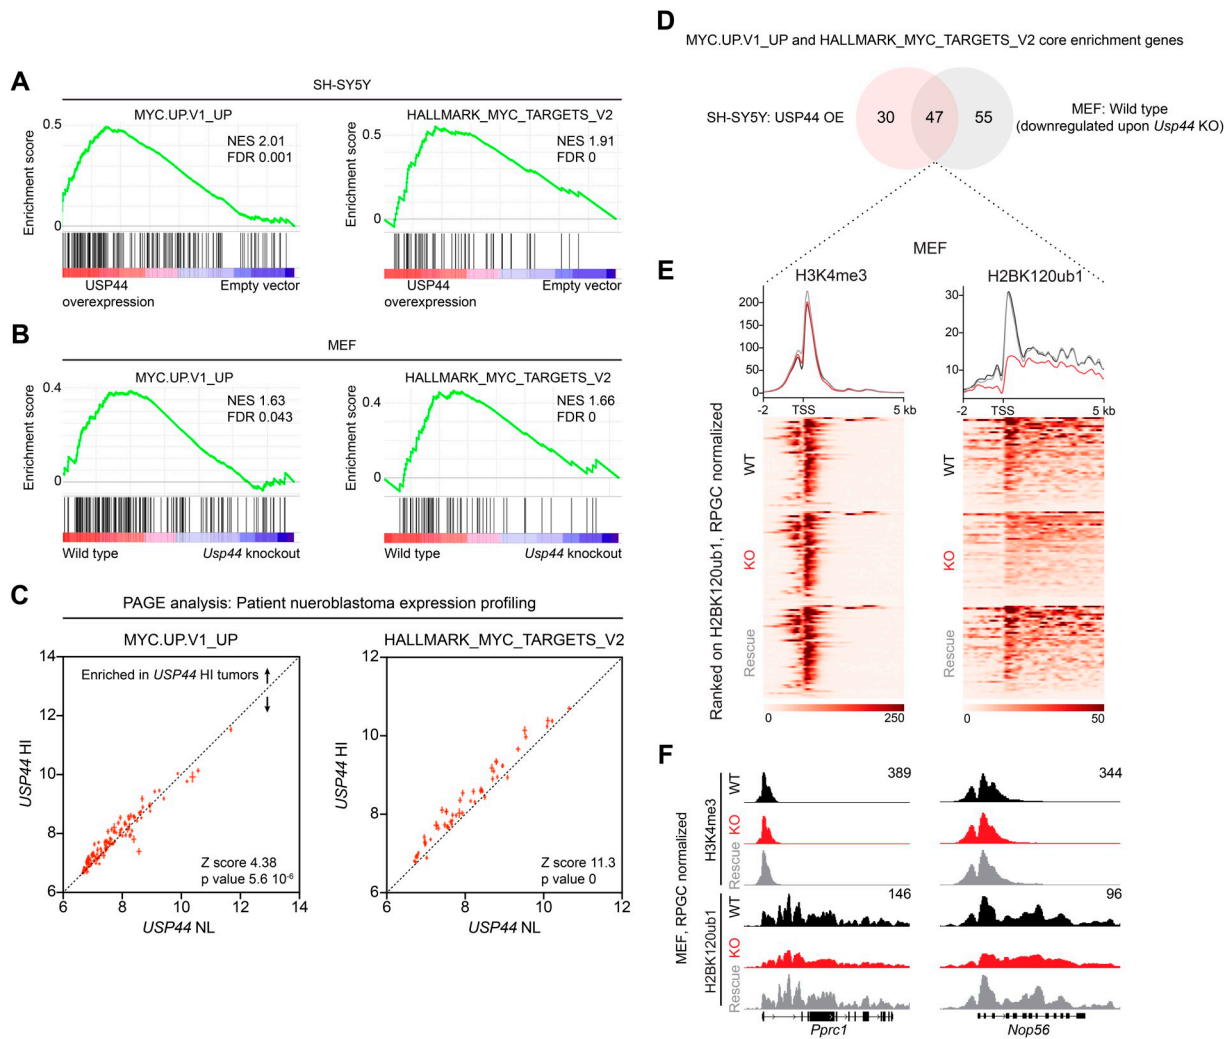 A
SH-SY5Y
MYC.UP.V1_UP
HALLMARK_MYC_TARGETS_V2
Enrichment score
0.5
0
NES 2.01
FDR 0.001
USP44
overexpression
Empty vector
Enrichment score
0.5
0
NES 1.91
FDR 0
USP44
overexpression
Empty vector
B
MEF
MYC.UP.V1_UP
HALLMARK_MYC_TARGETS_V2
Enrichment score
0.4
0
NES 1.63
FDR 0.043
Wild type
Usp44 knockout
Enrichment score
0.4
0
NES 1.66
FDR 0
Wild type
Usp44 knockout
C
PAGE analysis: Patient nueroblastoma expression profiling
MYC.UP.V1_UP
HALLMARK_MYC_TARGETS_V2
USP44 HI
14
12
10
8
6
Enriched in USP44 HI tumors
Z score 4.38
p value 5.6 10-6
6 8 10 12 14
USP44 NL
USP44 HI
12
10
8
6
Z score 11.3
p value 0
6 8 10 12
USP44 NL
D
MYC.UP.V1_UP and HALLMARK_MYC_TARGETS_V2 core enrichment genes
SH-SY5Y: USP44 OE
30 47 55
MEF: Wild type
(downregulated upon Usp44 KO)
MEF
E
H3K4me3
H2BK120ub1
200
150
100
50
0
-2 TSS 5 kb
30
20
10
-2 TSS 5 kb
Ranked on H2BK120ub1, RPGC normalized
WT
KO
Rescue
0 250
WT
KO
Rescue
0 50
F
MEF, RPGC normalized
H3K4me3
WT
KO
Rescue
389
344
H2BK120ub1
WT
KO
Rescue
146
96
Pprc1
Nop56